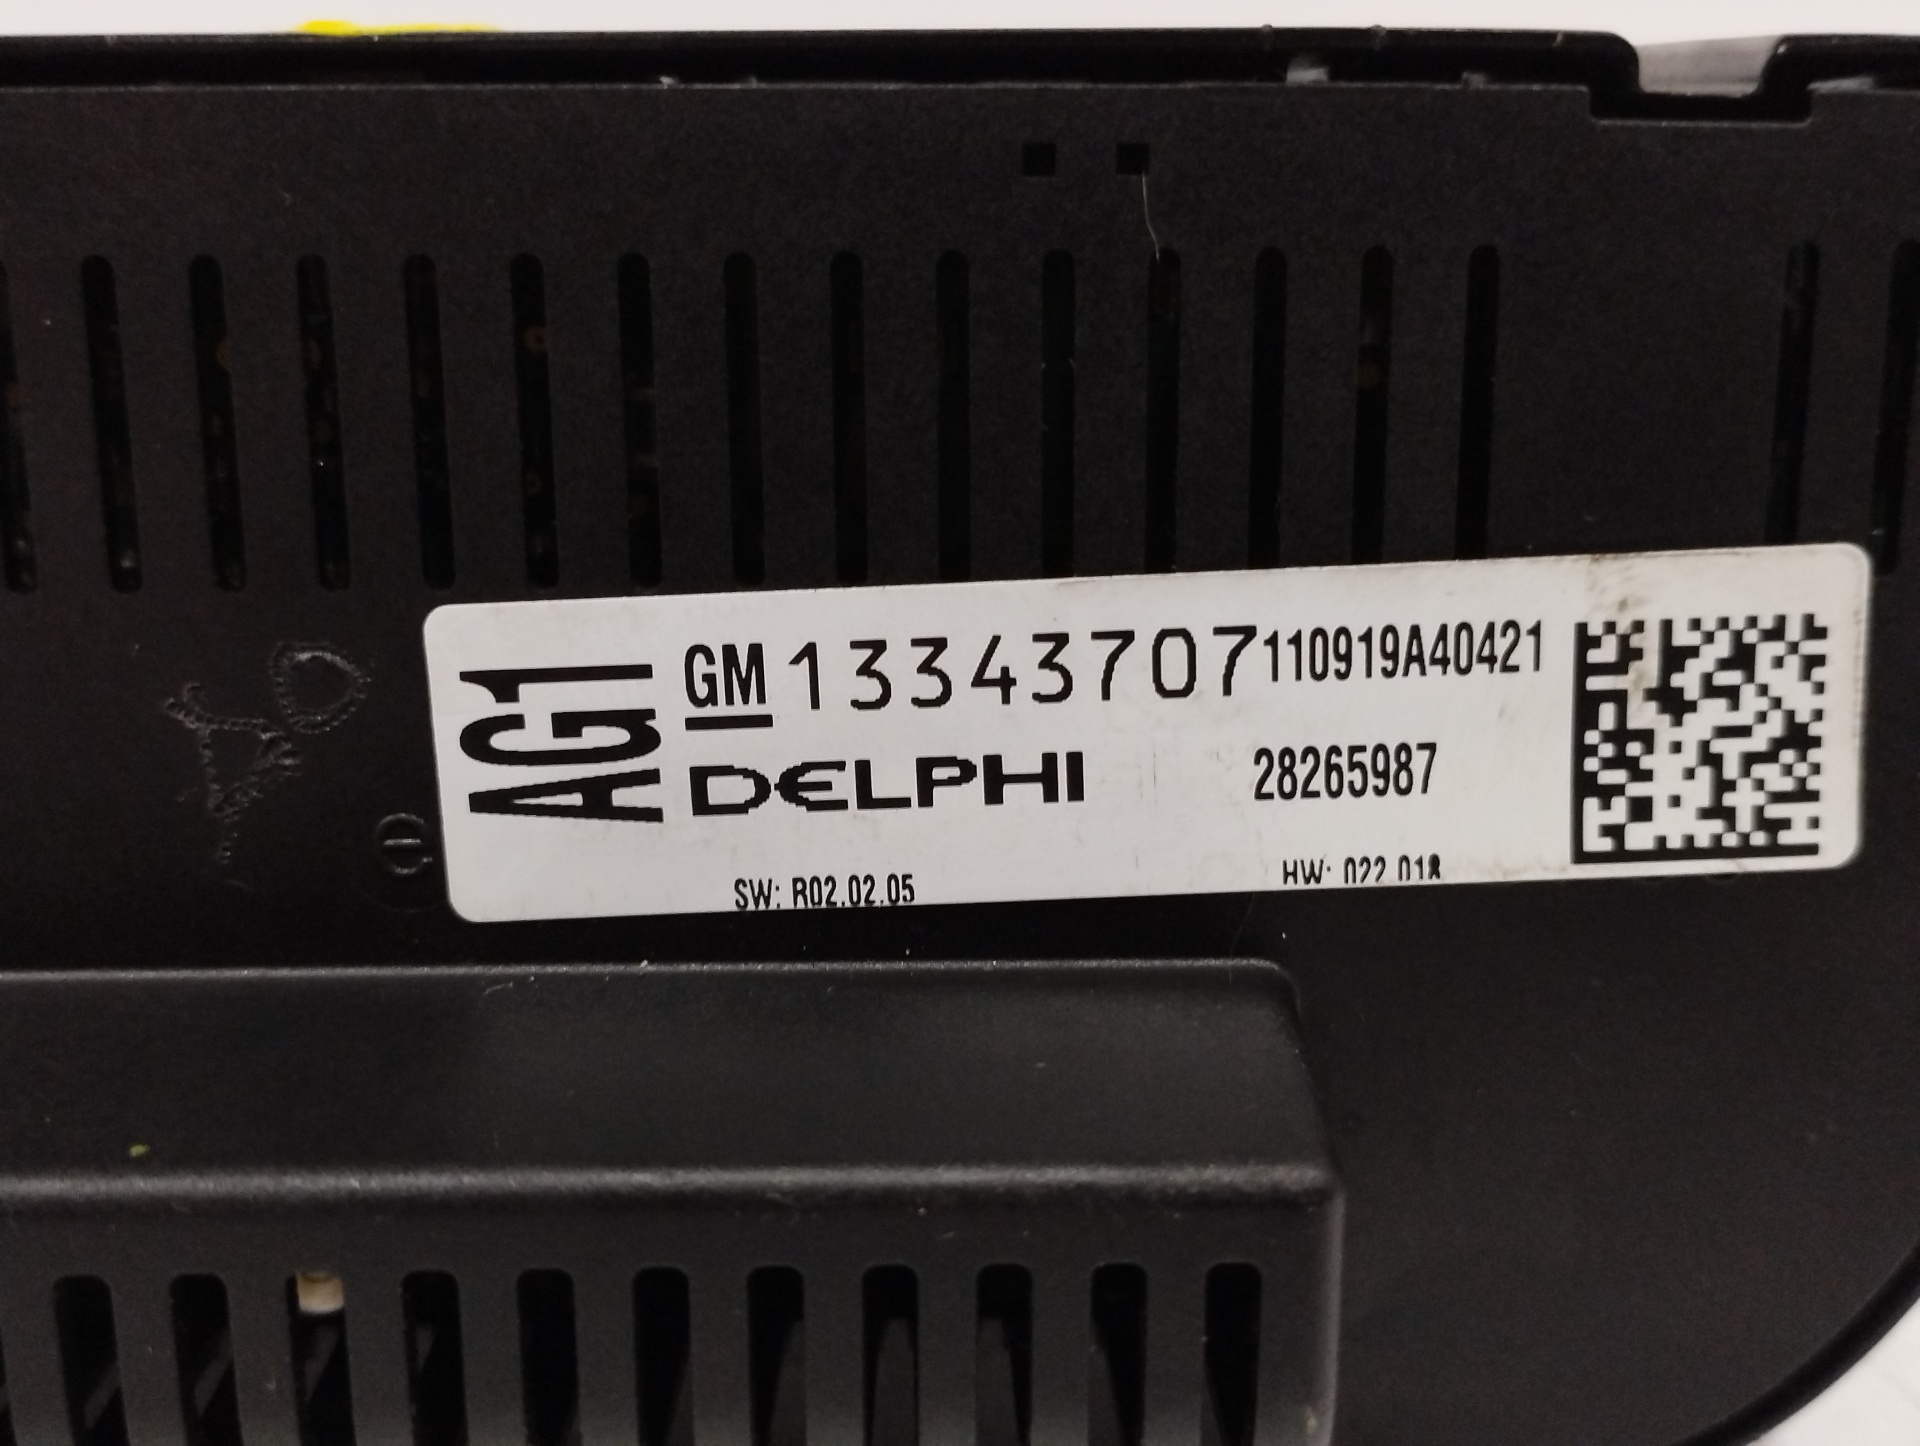 AG1
GM 13343707 110919A40421
DELPHI 28265987
SW: R02.02.05 HW: 022.018
e